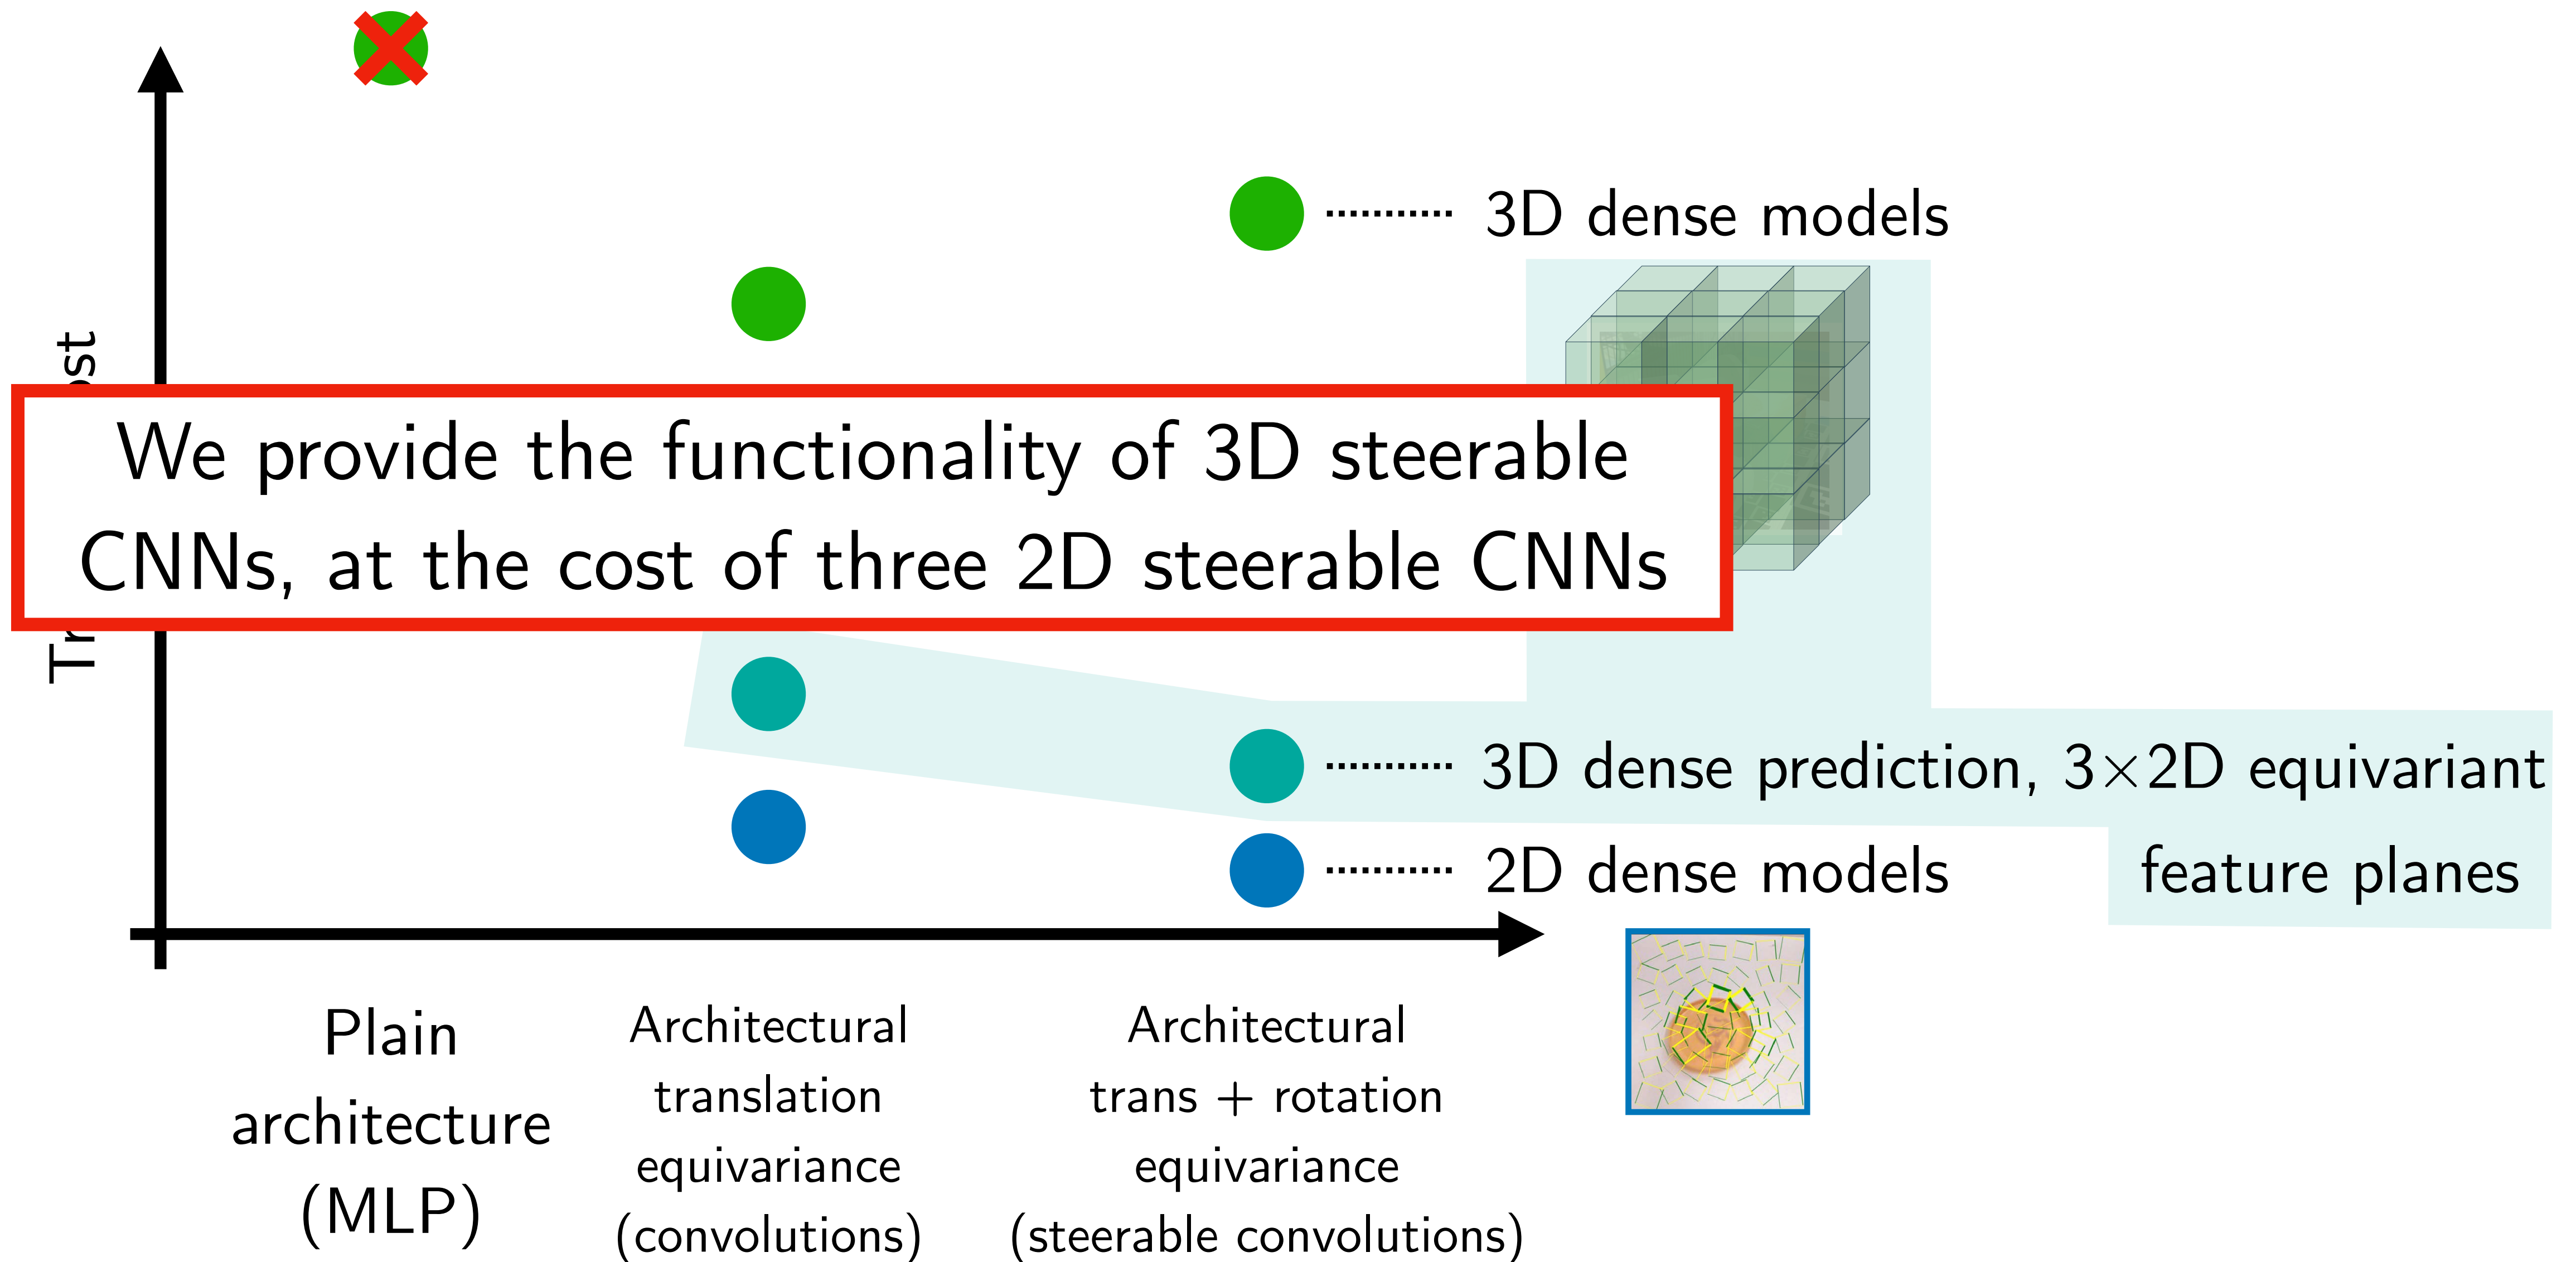 3D dense models
We provide the functionality of 3D steerable
CNNs, at the cost of three 2D steerable CNNs
3D dense prediction, 3×2D equivariant
feature planes
2D dense models
Plain
architecture
(MLP)
Architectural
translation
equivariance
(convolutions)
Architectural
trans + rotation
equivariance
(steerable convolutions)